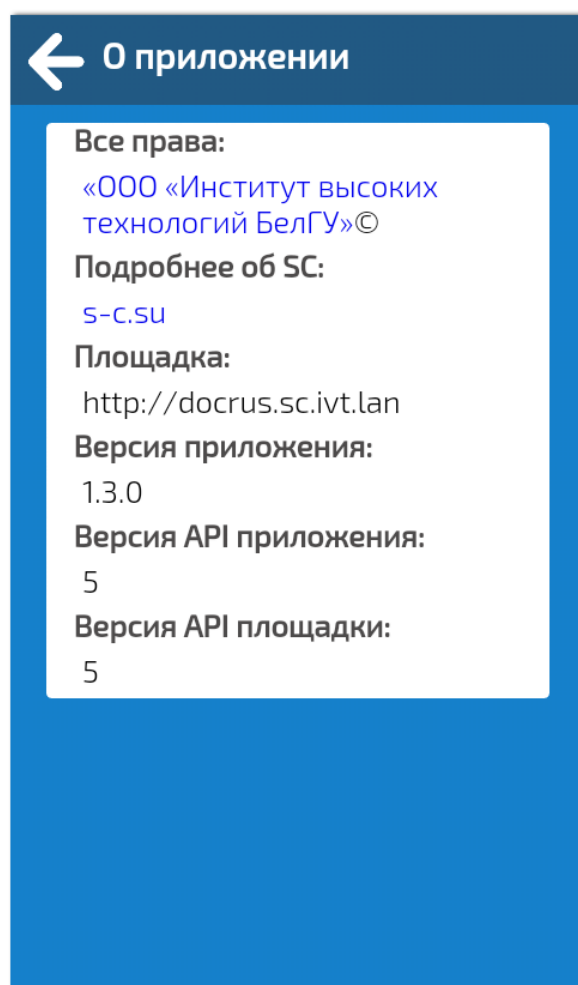 О приложении
Все права:
«ООО «Институт высоких
технологий БелГУ»©
Подробнее об SC:
s-c.su
Площадка:
http://docrus.sc.ivt.lan
Версия приложения:
1.3.0
Версия API приложения:
5
Версия API площадки:
5